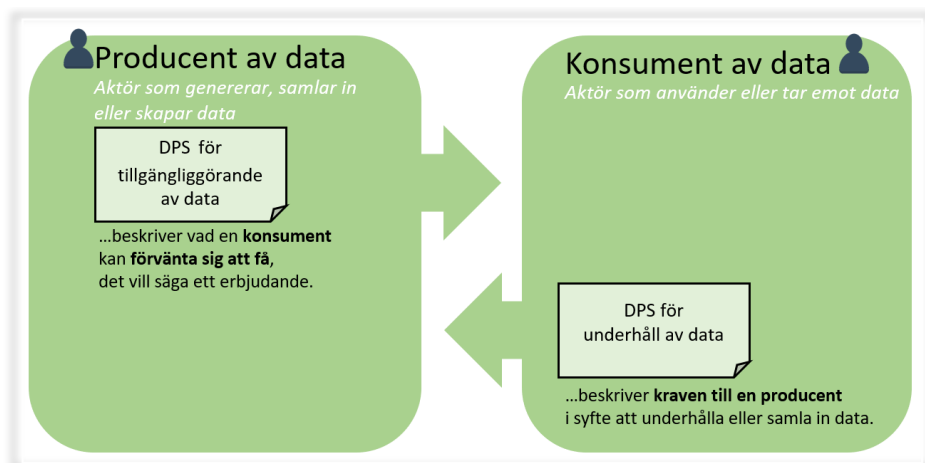 Producent av data
Aktör som genererar, samlar in
eller skapar data
DPS för
tillgängliggörande
av data
...beskriver vad en konsument
kan förvänta sig att få,
det vill säga ett erbjudande.
Konsument av data
Aktör som använder eller tar emot data
DPS för
underhåll av data
...beskriver kraven till en producent
i syfte att underhålla eller samla in data.